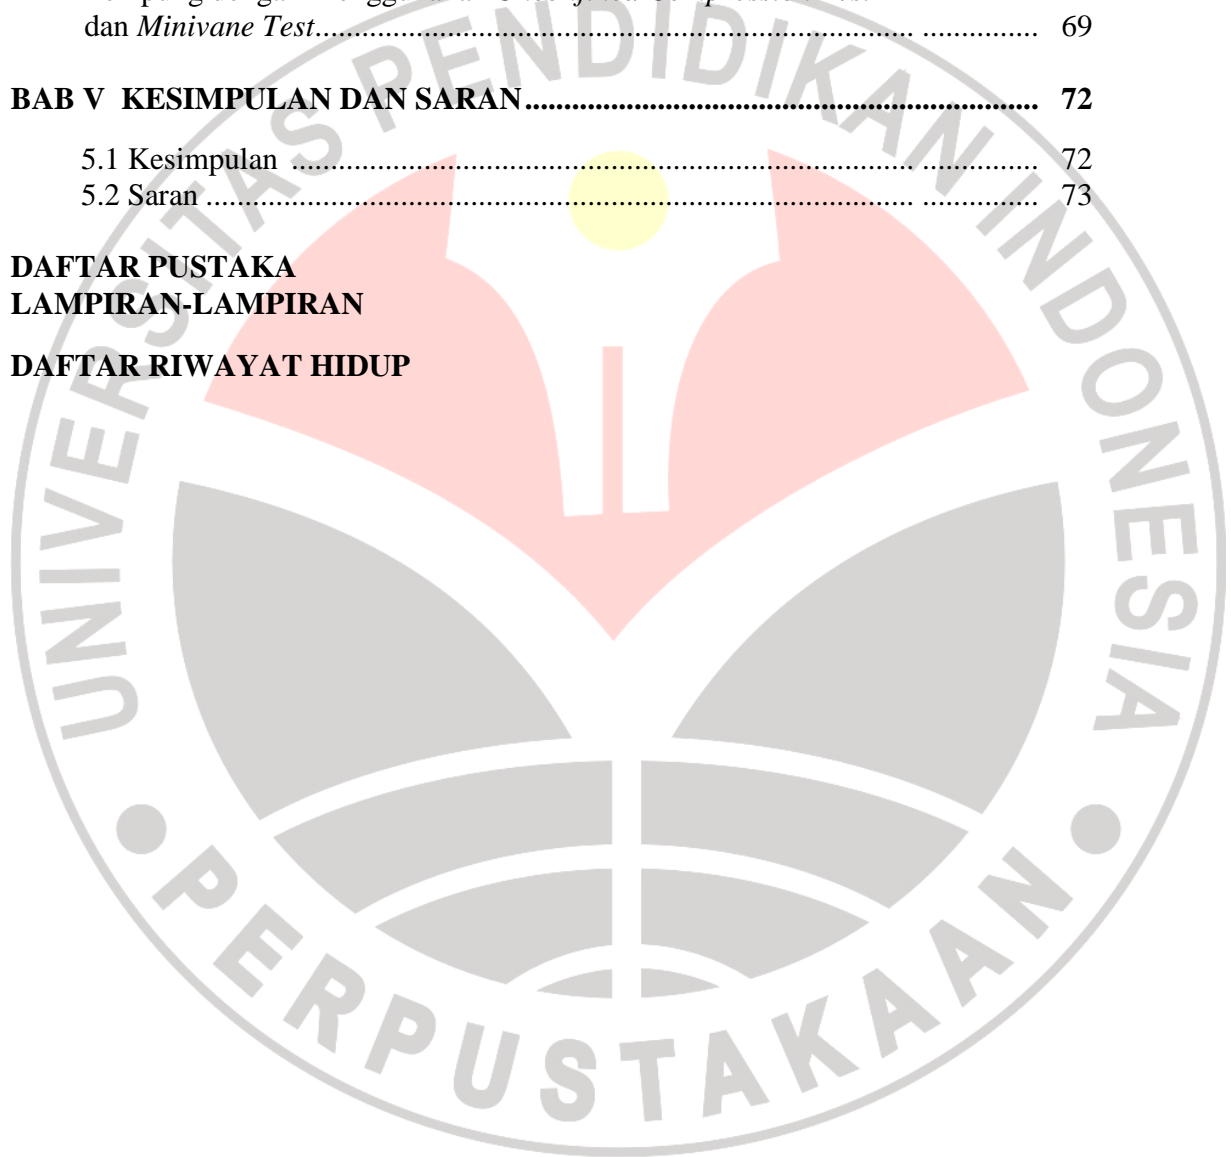 dan Minivane Test............................................................................. ............... 69
BAB V KESIMPULAN DAN SARAN.................................................................. 72
5.1 Kesimpulan ................................................................................ ............... 72
5.2 Saran ........................................................................................... ............... 73
DAFTAR PUSTAKA
LAMPIRAN-LAMPIRAN
DAFTAR RIWAYAT HIDUP
UNIVERSITAS PENDIDIKAN INDONESIA
PERPUSTAKAAN